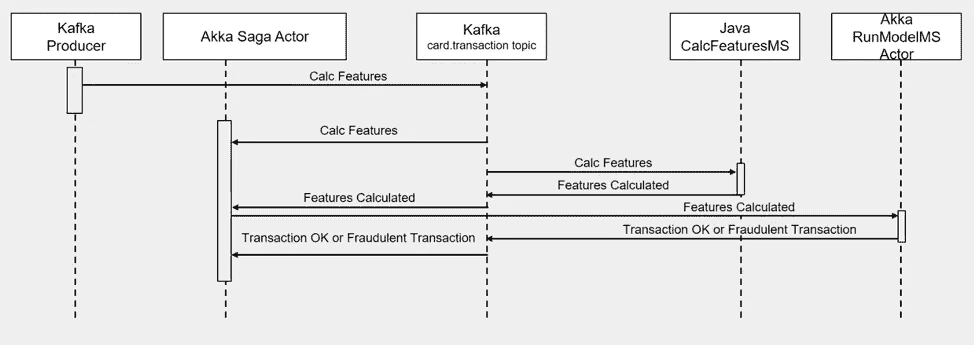 Kafka
Producer
Akka Saga Actor
Kafka
card.transaction topic
Java
CalcFeaturesMS
Akka
RunModelMS
Actor
Calc Features
Calc Features
Calc Features
Features Calculated
Features Calculated
Features Calculated
Transaction OK or Fraudulent Transaction
Transaction OK or Fraudulent Transaction